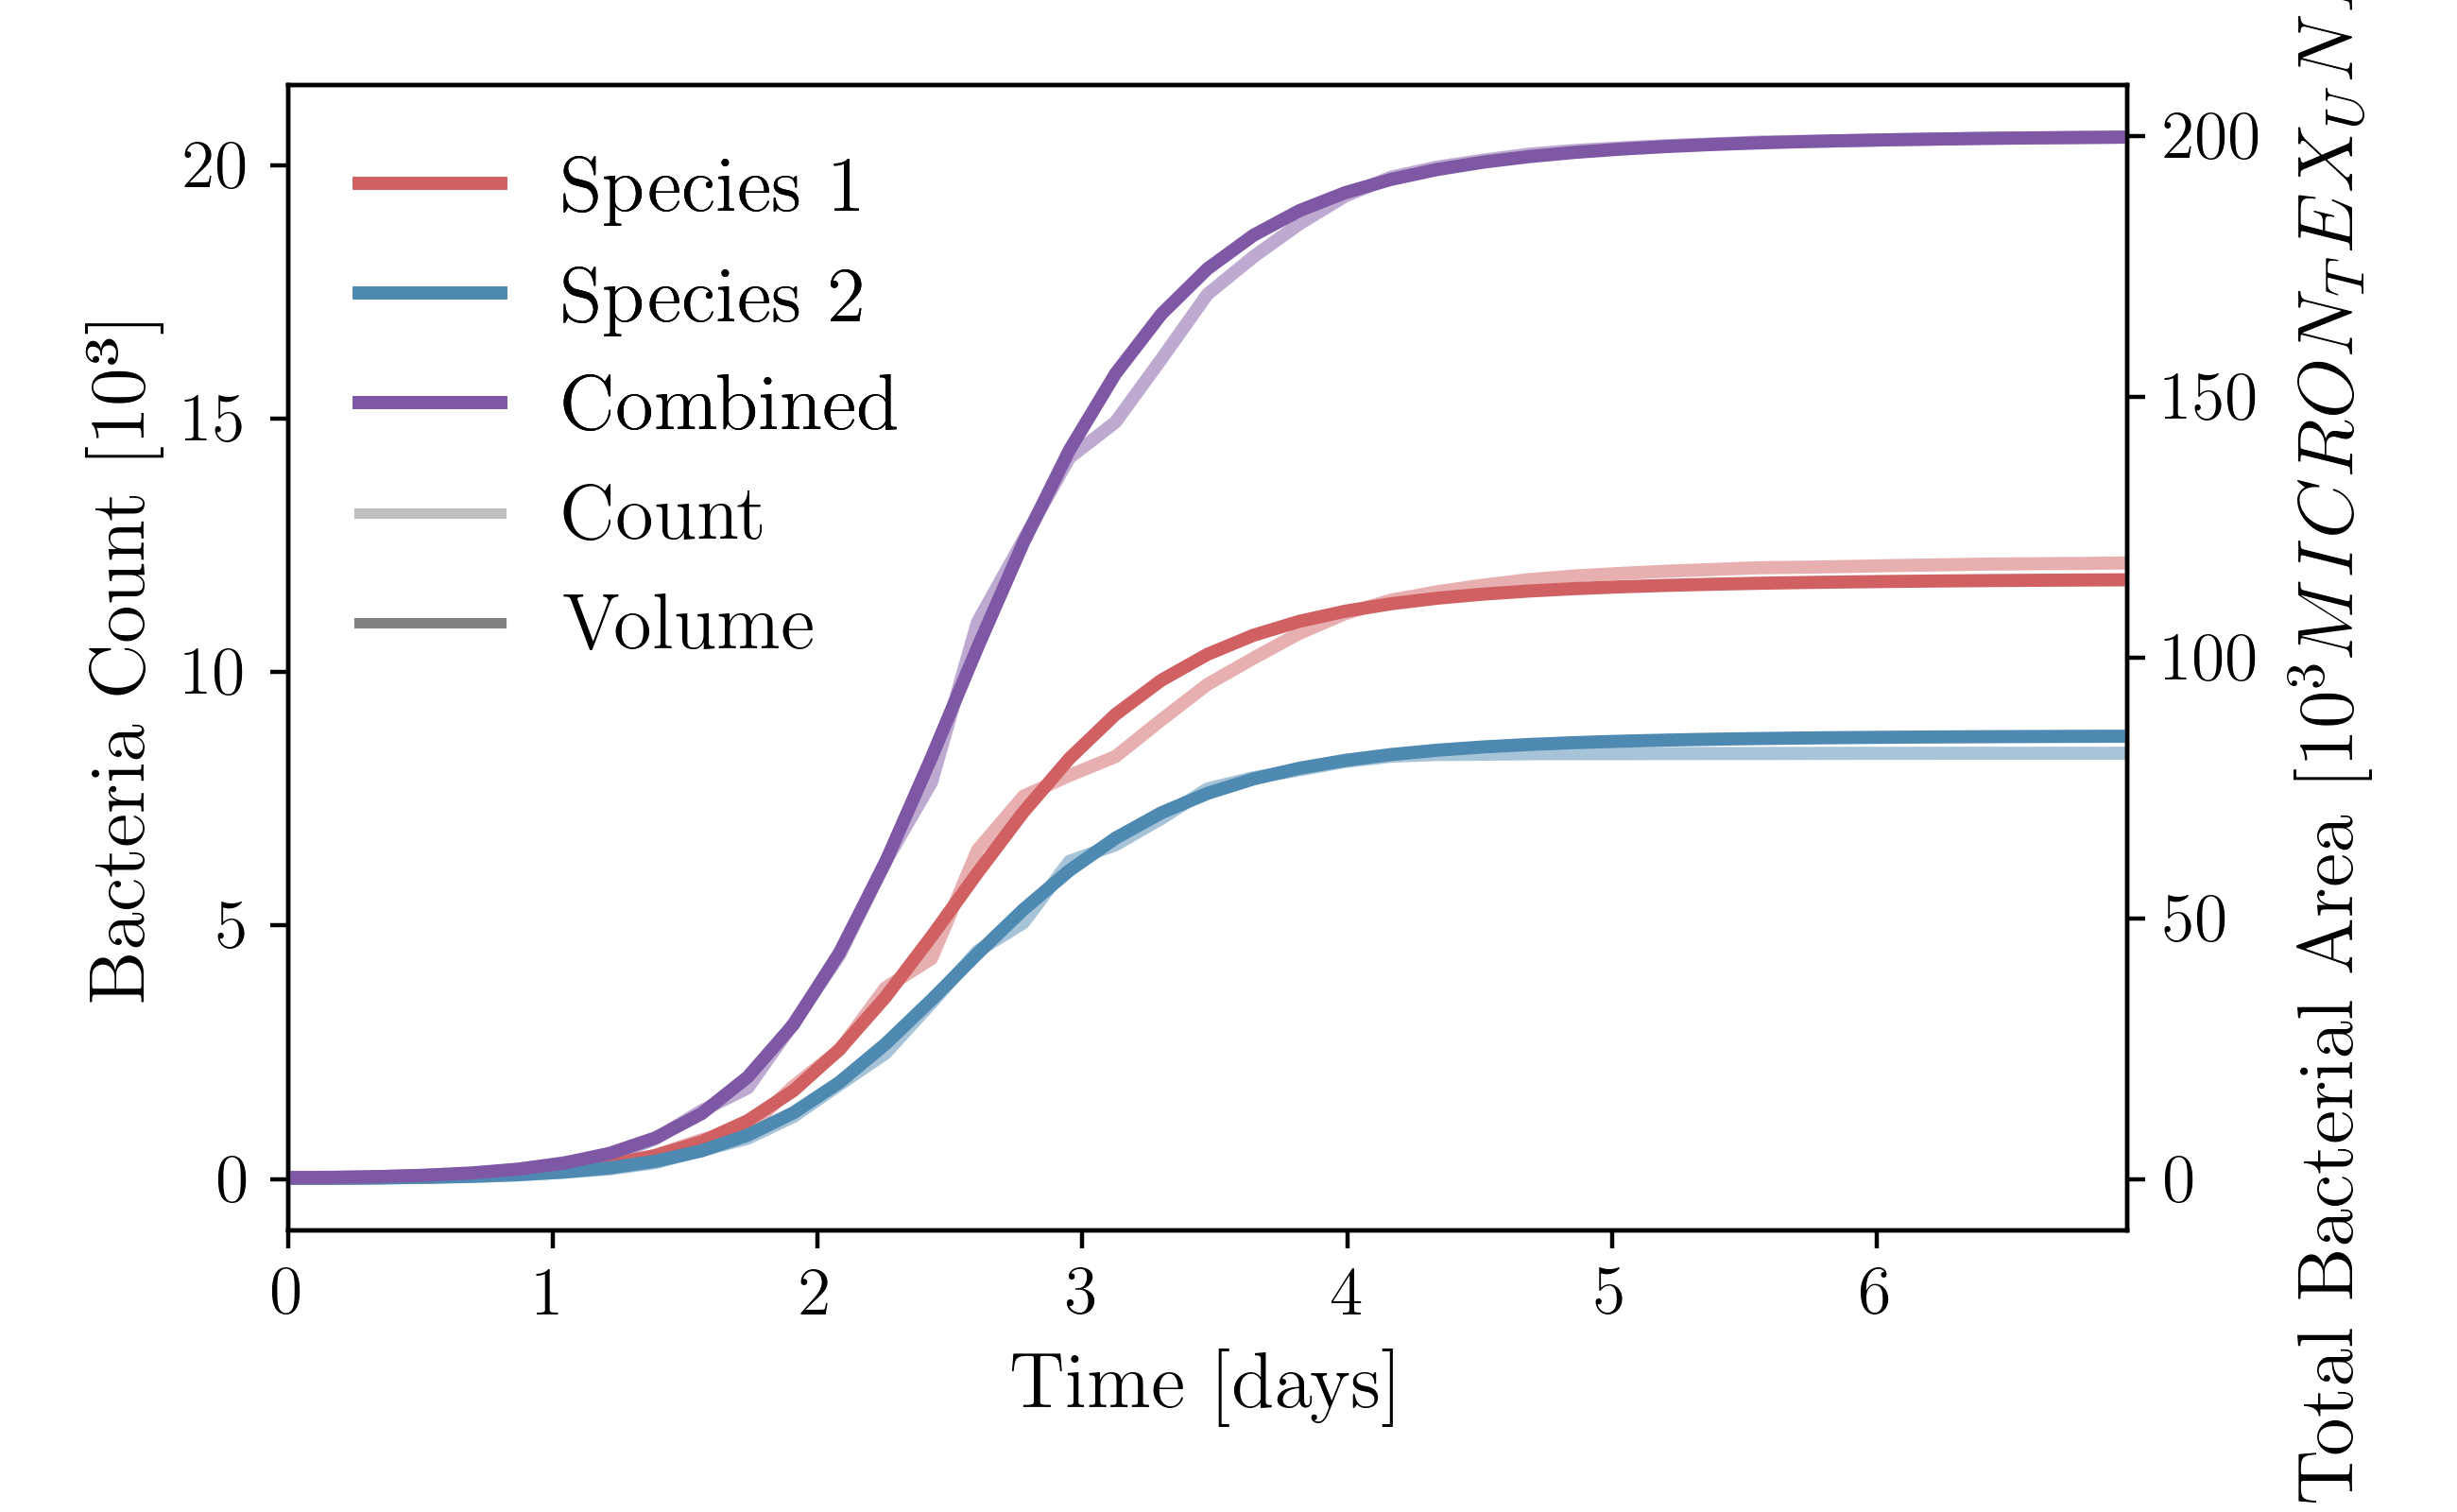 Bacteria Count [10³]
20
15
10
5
0
Species 1
Species 2
Combined
Count
Volume
200
150
100
50
0
Total Bacterial Area [10³MICRON_TEX_UN
0 1 2 3 4 5 6
Time [days]